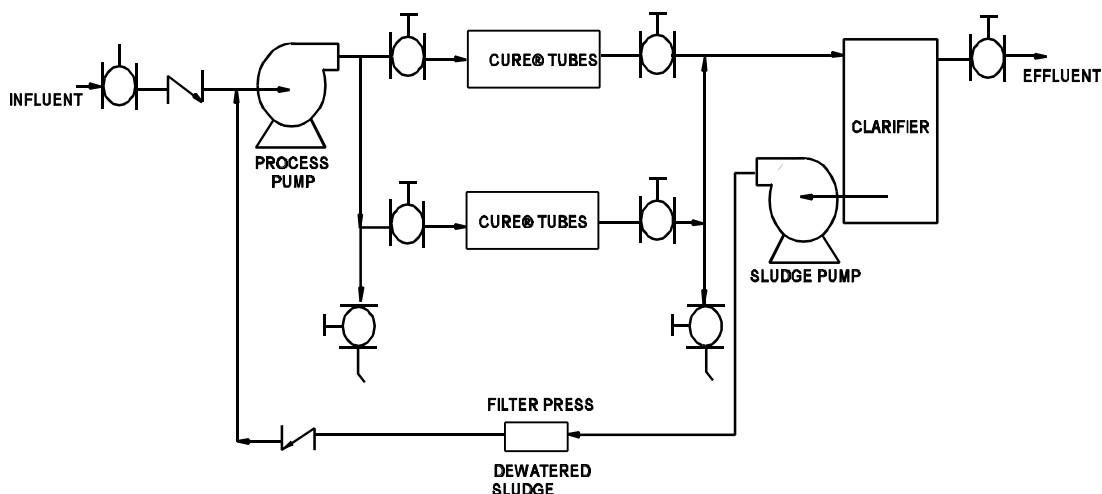 INFLUENT
PROCESS
PUMP
CURE® TUBES
CURE® TUBES
CLARIFIER
EFFLUENT
SLUDGE PUMP
FILTER PRESS
DEWATERED
SLUDGE